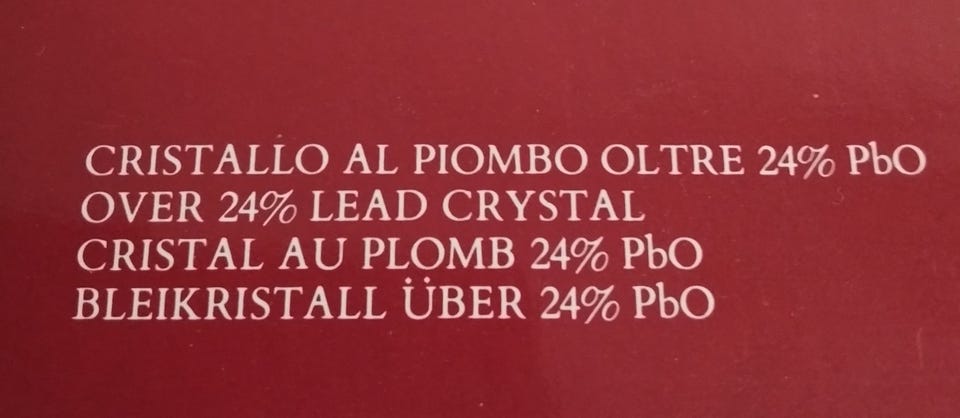 CRISTALLO AL PIOMBO OLTRE 24% PbO
OVER 24% LEAD CRYSTAL
CRISTAL AU PLOMB 24% PbO
BLEIKRISTALL ÜBER 24% PbO